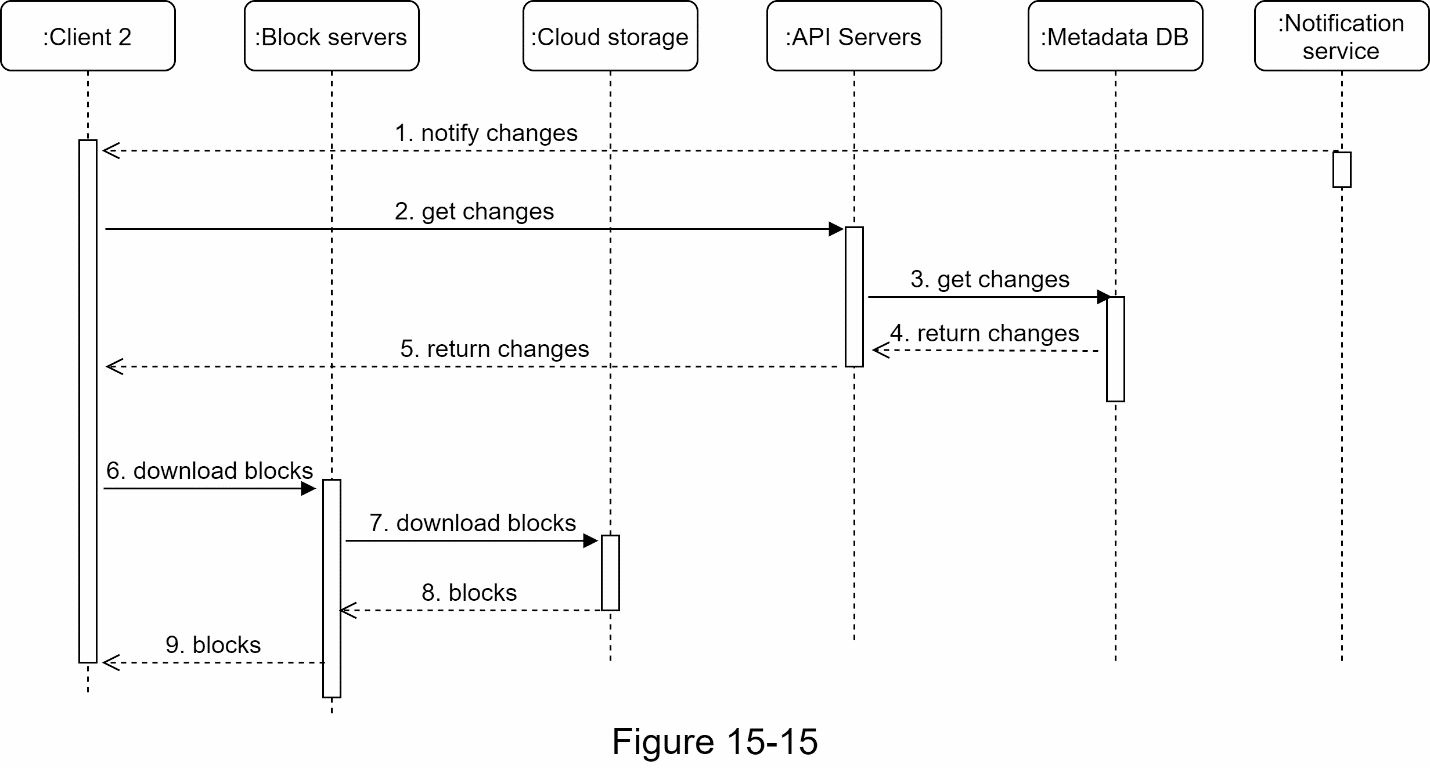 :Client 2
:Block servers
:Cloud storage
:API Servers
:Metadata DB
:Notification
service
1. notify changes
2. get changes
3. get changes
4. return changes
5. return changes
6. download blocks
7. download blocks
8. blocks
9. blocks
Figure 15-15